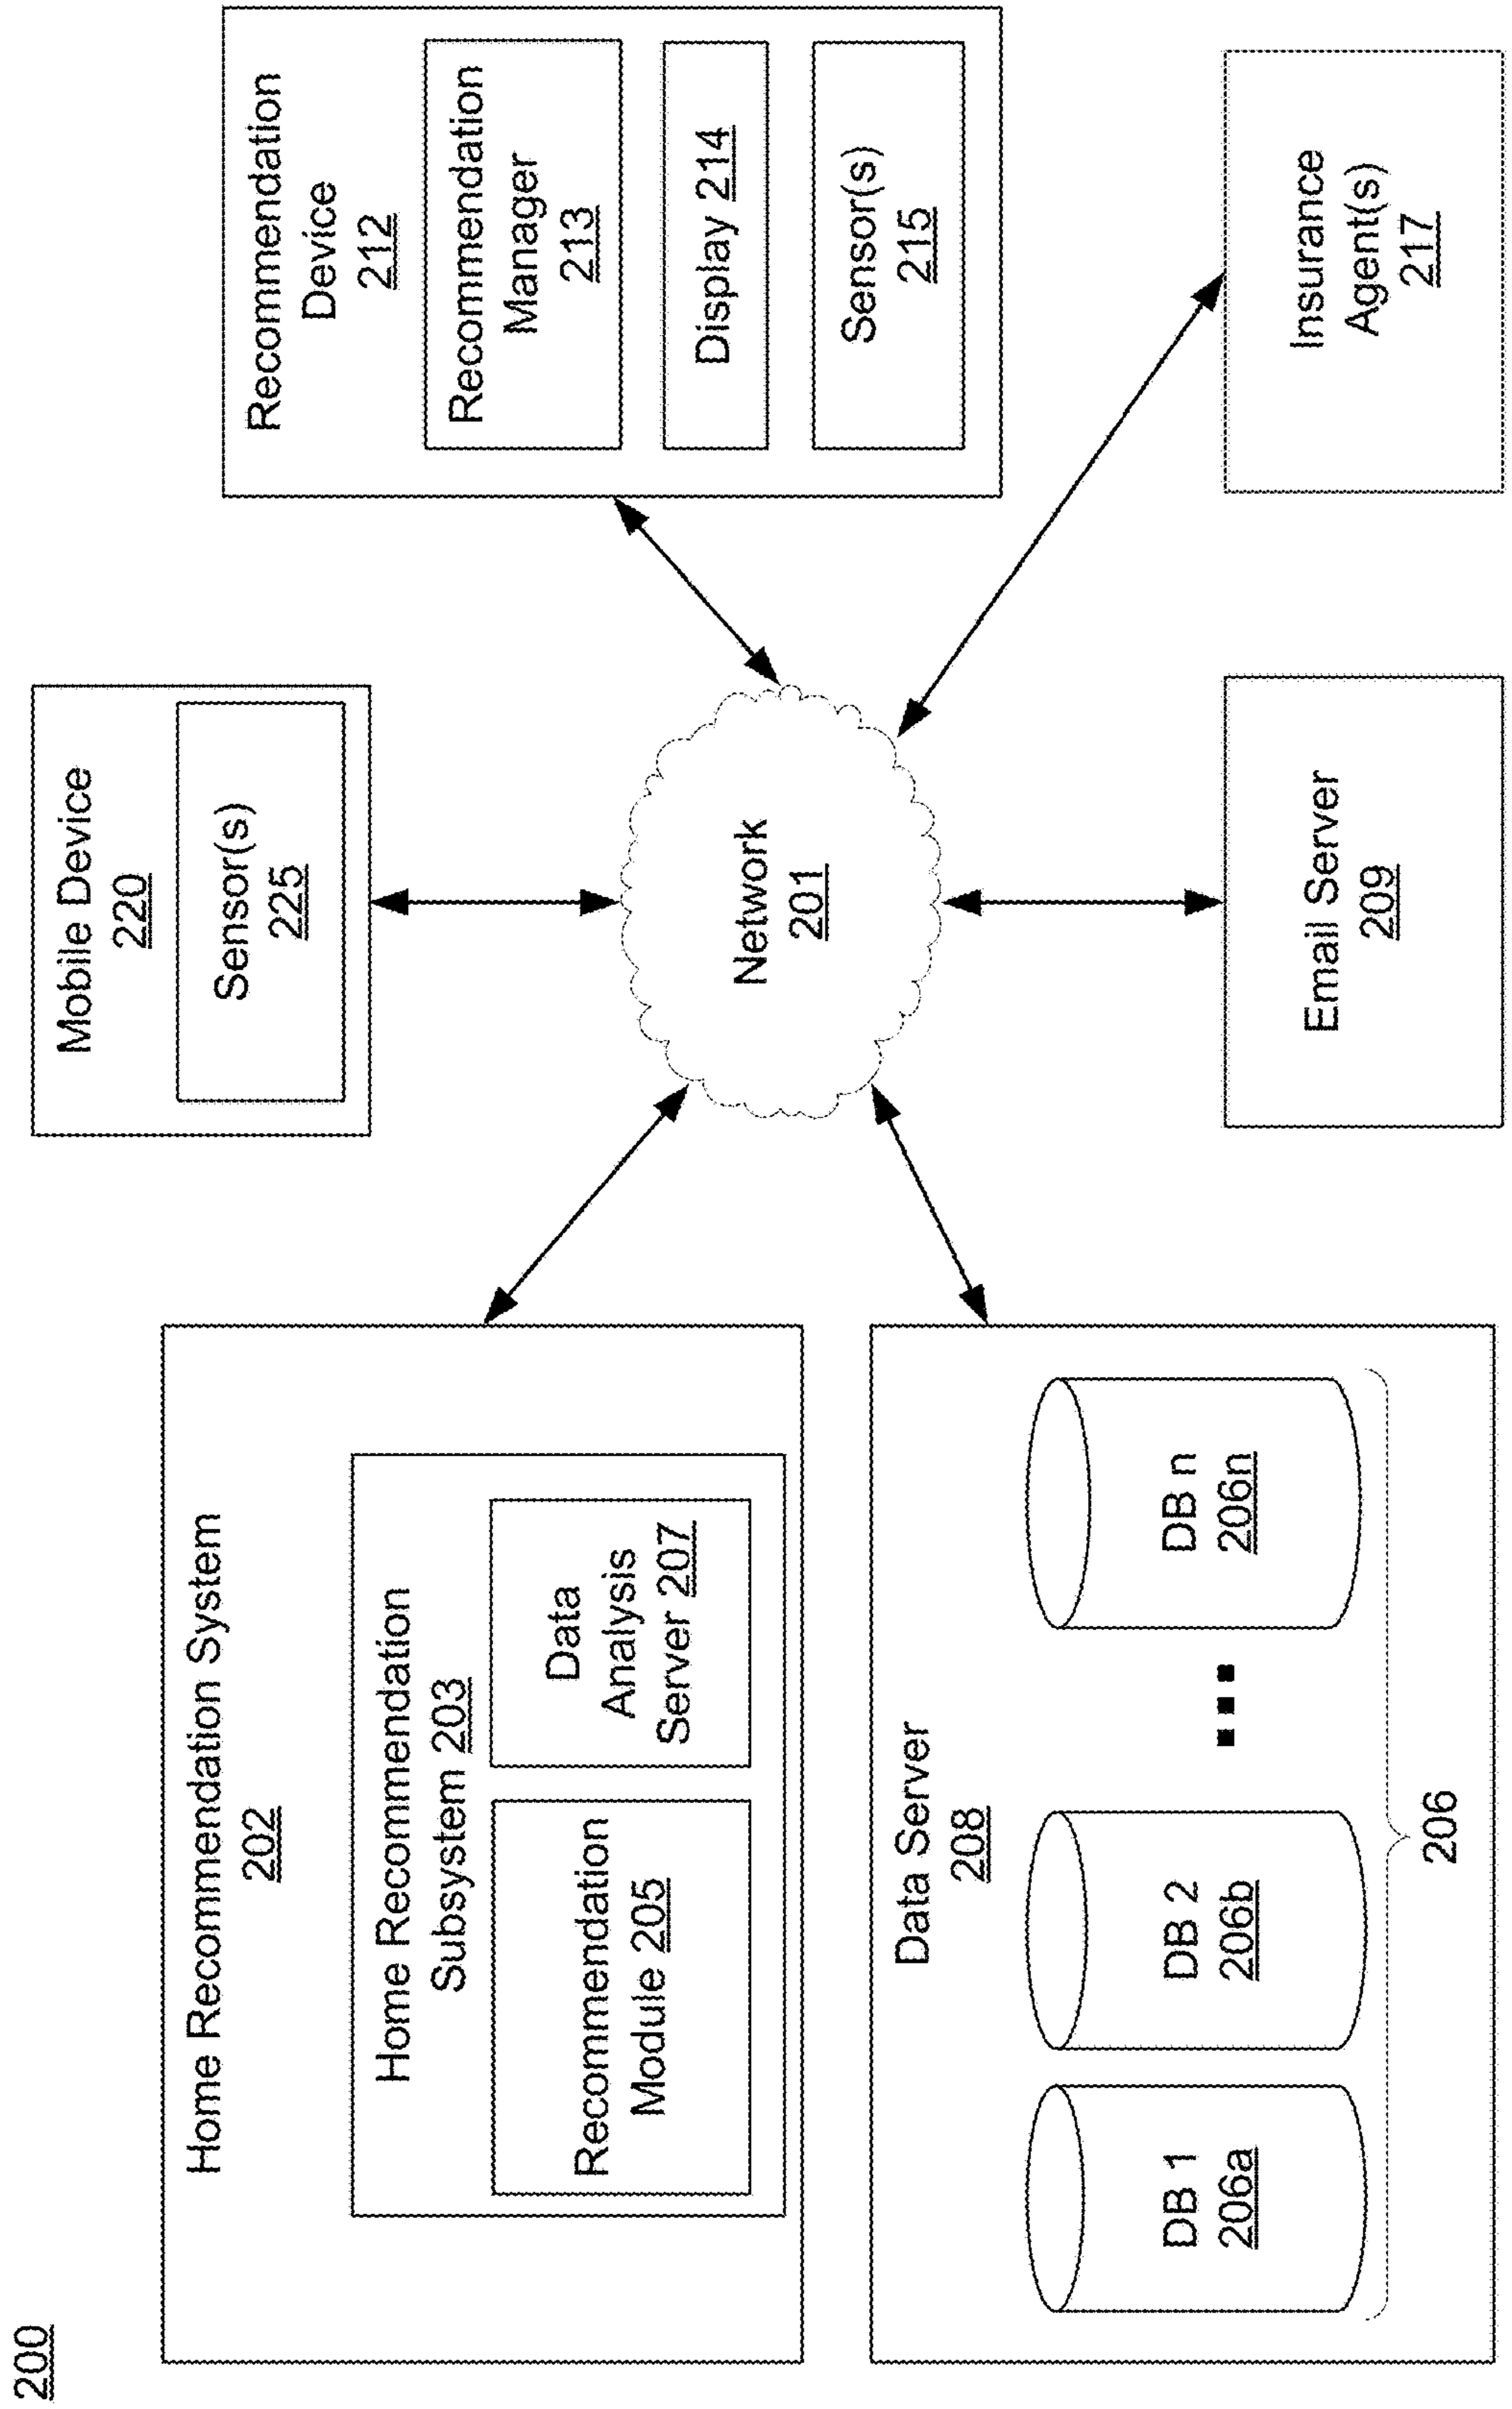 200
Home Recommendation System
202
Home Recommendation
Subsystem 203
Recommendation
Module 205
Data
Analysis
Server 207
Data Server
208
DB 1
206a
DB 2
206b
DB n
206n
206
Mobile Device
220
Sensor(s)
225
Network
201
Email Server
209
Recommendation
Device
212
Recommendation
Manager
213
Display 214
Sensor(s)
215
Insurance
Agent(s)
217